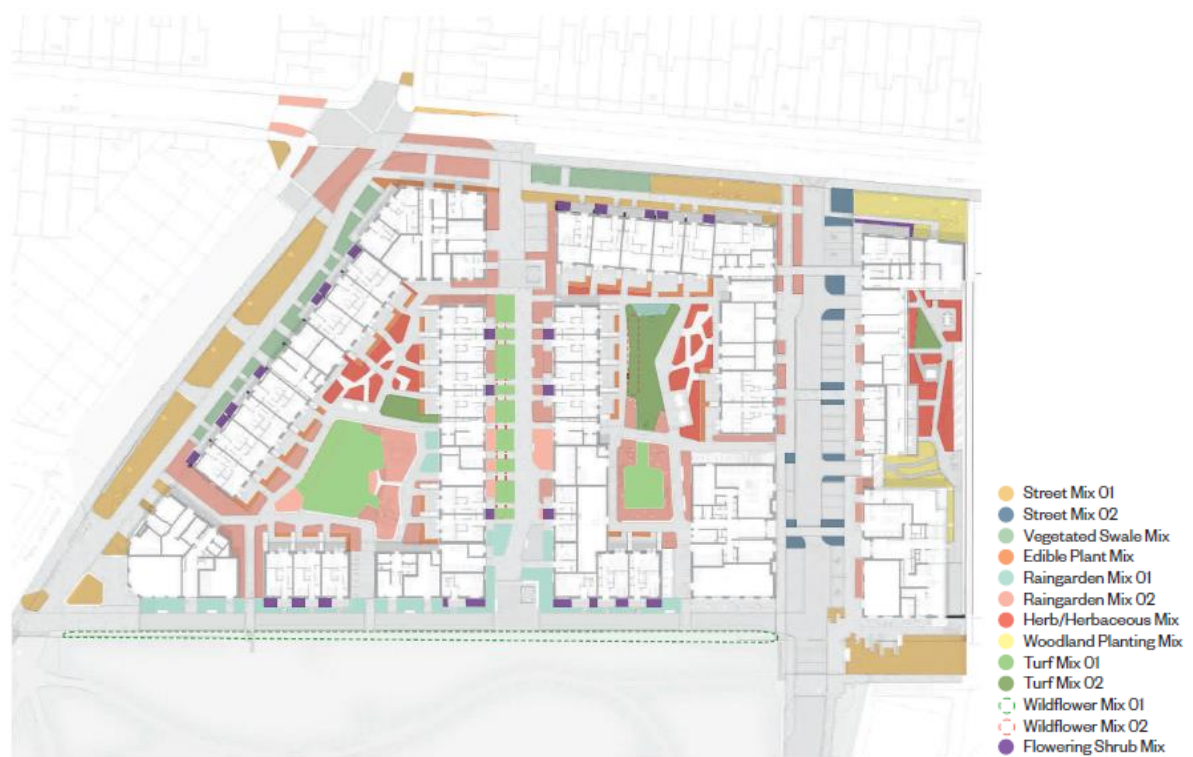 Street Mix 01
Street Mix 02
Vegetated Swale Mix
Edible Plant Mix
Raingarden Mix 01
Raingarden Mix 02
Herb/Herbaceous Mix
Woodland Planting Mix
Turf Mix 01
Turf Mix 02
Wildflower Mix 01
Wildflower Mix 02
Flowering Shrub Mix